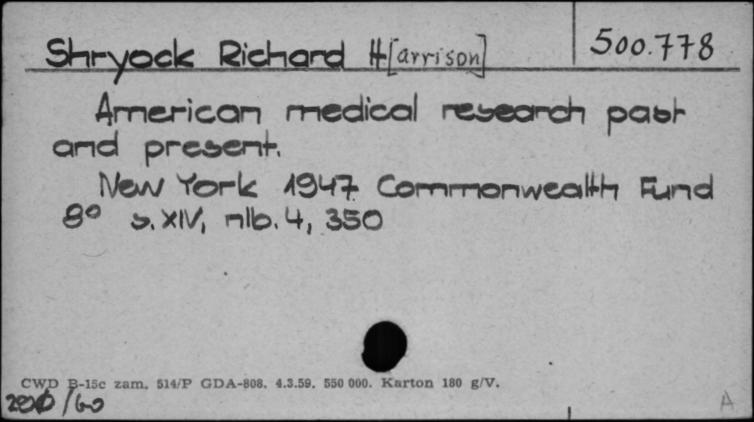 Shryock Richard H[arrison]
500.778
American medical research past
and present.
New York 1947. Commonwealth Fund
8° s. XIV, nlb. 4, 350
CWD B-15c zam. 514/P GDA-808. 4.3.59. 550 000. Karton 180 g/V.
/60
A